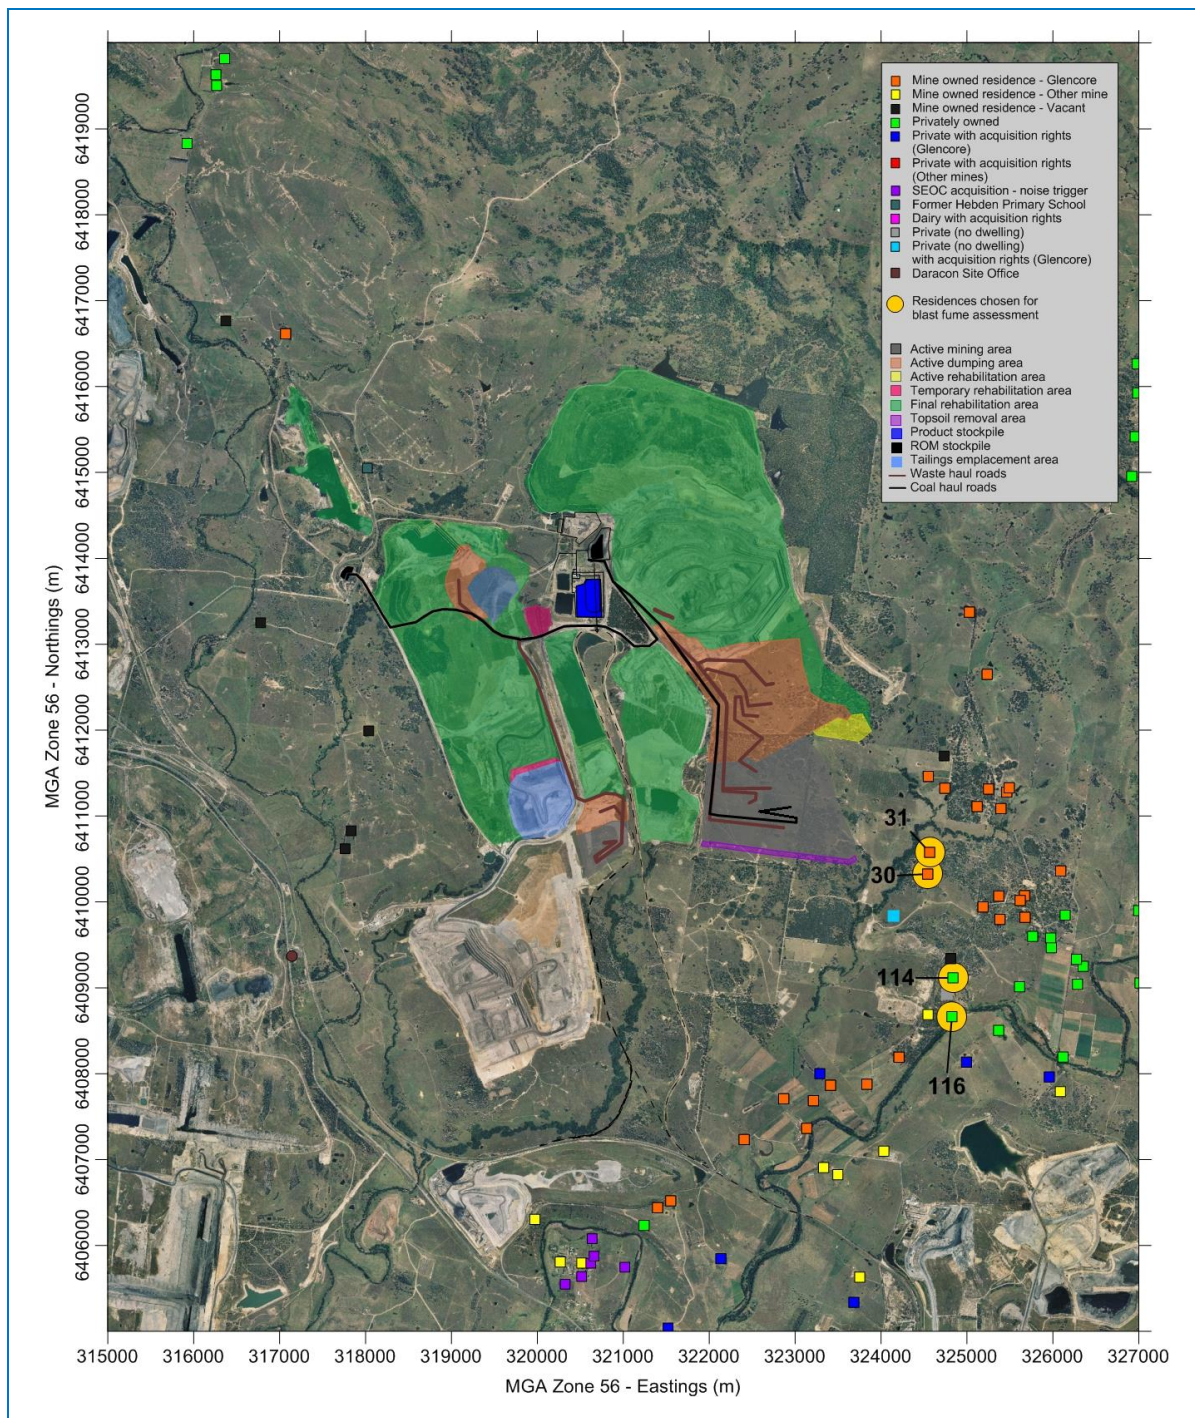 Mine owned residence - Glencore
Mine owned residence - Other mine
Mine owned residence - Vacant
Privately owned
Private with acquisition rights
(Glencore)
Private with acquisition rights
(Other mines)
SEOC acquisition - noise trigger
Former Hebden Primary School
Dairy with acquisition rights
Private (no dwelling)
Private (no dwelling)
with acquisition rights (Glencore)
Daracon Site Office
Residences chosen for
blast fume assessment
Active mining area
Active dumping area
Active rehabilitation area
Temporary rehabilitation area
Final rehabilitation area
Topsoil removal area
Product stockpile
ROM stockpile
Tailings emplacement area
Waste haul roads
Coal haul roads
31
30
114
116
MGA Zone 56 - Northings (m)
6419000
6418000
6417000
6416000
6415000
6414000
6413000
6412000
6411000
6410000
6409000
6408000
6407000
6406000
315000 316000 317000 318000 319000 320000 321000 322000 323000 324000 325000 326000 327000
MGA Zone 56 - Eastings (m)